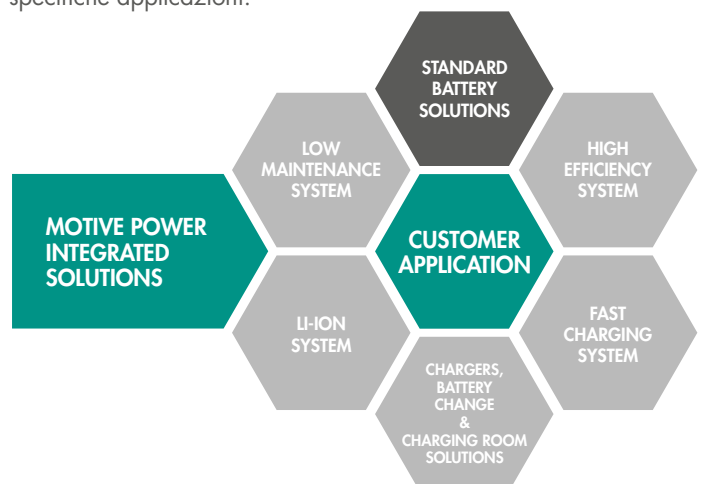 specifiche applicazioni.
STANDARD
BATTERY
SOLUTIONS
LOW
MAINTENANCE
SYSTEM
HIGH
EFFICIENCY
SYSTEM
MOTIVE POWER
INTEGRATED
SOLUTIONS
CUSTOMER
APPLICATION
LI-ION
SYSTEM
FAST
CHARGING
SYSTEM
CHARGERS,
BATTERY
CHANGE
&
CHARGING ROOM
SOLUTIONS